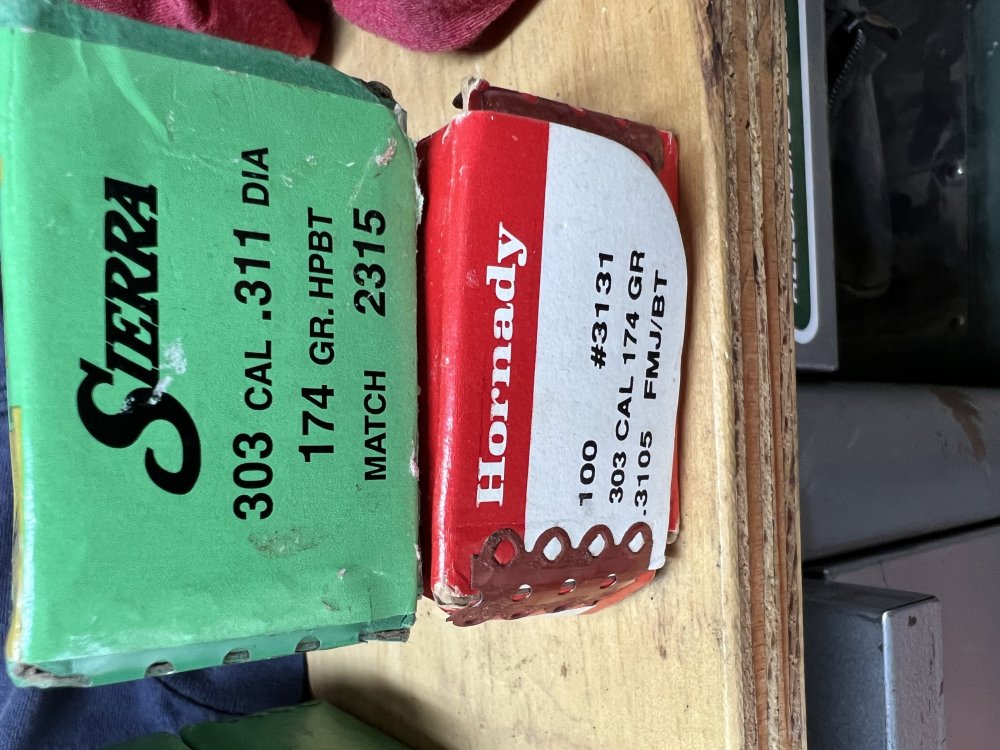 SIERRA
303 CAL .311 DIA
174 GR. HPBT
MATCH 2315
Hornady
100 #3131
303 CAL 174 GR
.3105 FMJ/BT